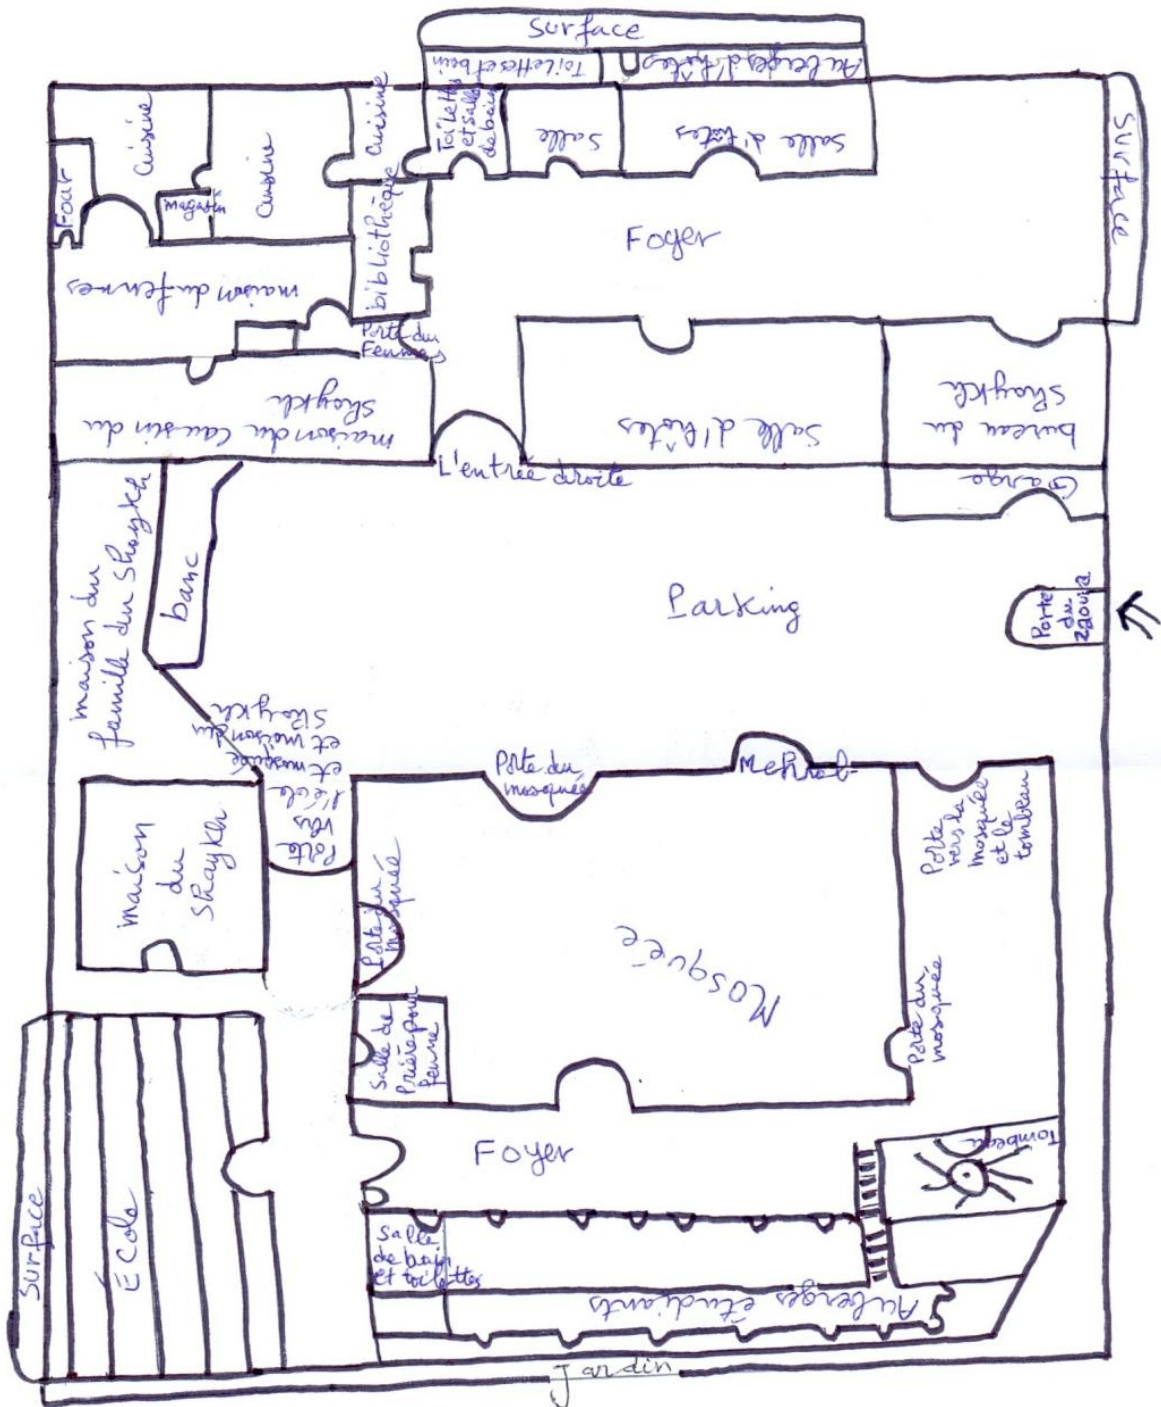 Surface
Toilettes et bain
Auberges d'hôtes
Cuisine
Cuisine
Cuisine
Toilettes
et salle
de bain
Salle
Salle d'hôtes
Surface
Four
magasin
bibliothèque
Foyer
maison du femmes
Porte du
Femmes
maison du Causin du
Shaykh
Salle d'hôtes
bureau du
Shaykh
L'entrée droite
Garage
maison du
famille du Shaykh
banc
Parking
Porte
du
zaouia
Porte
vers
l'école
et mosquée
et maison du
Shaykh
Porte du
mosquée
Mehrab
Porte
vers la
mosquée
et le
tombeau
maison
du
Shaykh
Porte du
mosquée
Mosquée
Porte du
mosquée
Salle de
Prière pour
femme
Foyer
Tombeau
Surface
École
Salle
de bain
et toilettes
Auberges étudiants
Jardin